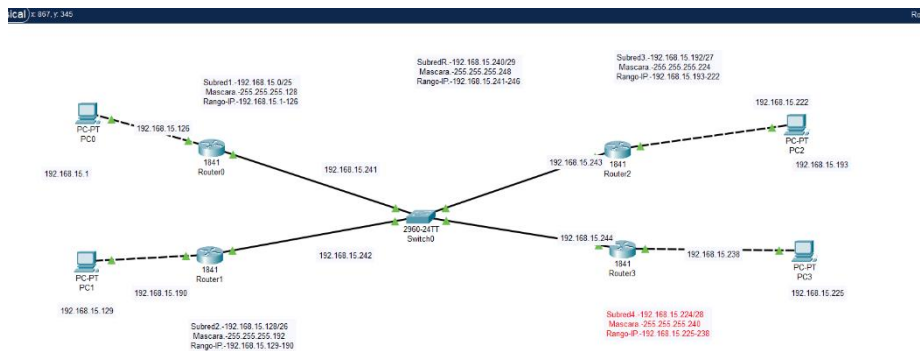 sical) x: 867, y: 345
Ro
Subred1.-192.168.15.0/25
Mascara.-255.255.255.128
Rango-IP.-192.168.15.1-126
SubredR.-192.168.15.240/29
Mascara.-255.255.255.248
Rango-IP.-192.168.15.241-246
Subred3.-192.168.15.192/27
Mascara.-255.255.255.224
Rango-IP.-192.168.15.193-222
192.168.15.222
PC-PT
PC0
192.168.15.126
1841
Router0
192.168.15.1
192.168.15.241
192.168.15.243
1841
Router2
PC-PT
PC2
192.168.15.193
2960-24TT
Switch0
192.168.15.242
192.168.15.244
1841
Router3
192.168.15.238
PC-PT
PC3
192.168.15.225
PC-PT
PC1
1841
Router1
192.168.15.190
192.168.15.129
Subred2.-192.168.15.128/26
Mascara.-255.255.255.192
Rango-IP.-192.168.15.129-190
Subred4.-192.168.15.224/28
Mascara.-255.255.255.240
Rango-IP.-192.168.15.225-238